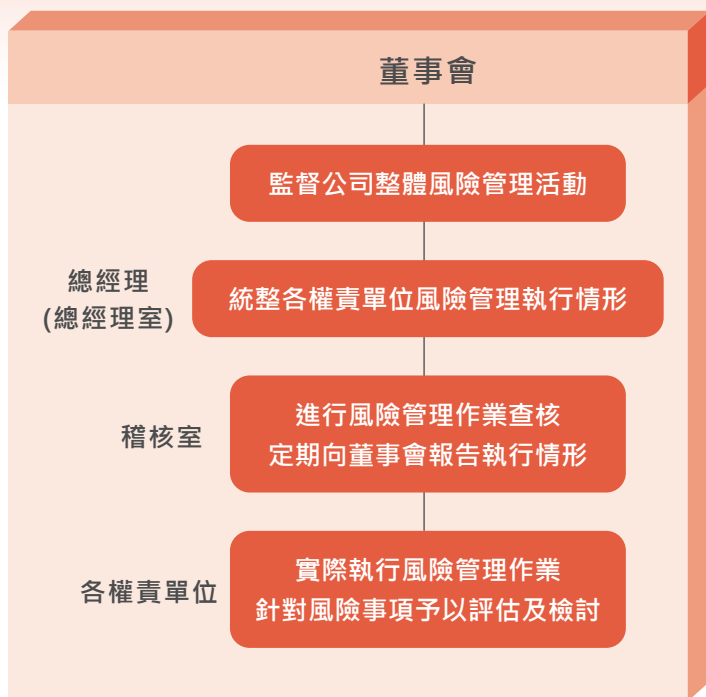 董事會
監督公司整體風險管理活動
總經理
(總經理室)
統整各權責單位風險管理執行情形
稽核室
進行風險管理作業查核
定期向董事會報告執行情形
各權責單位
實際執行風險管理作業
針對風險事項予以評估及檢討